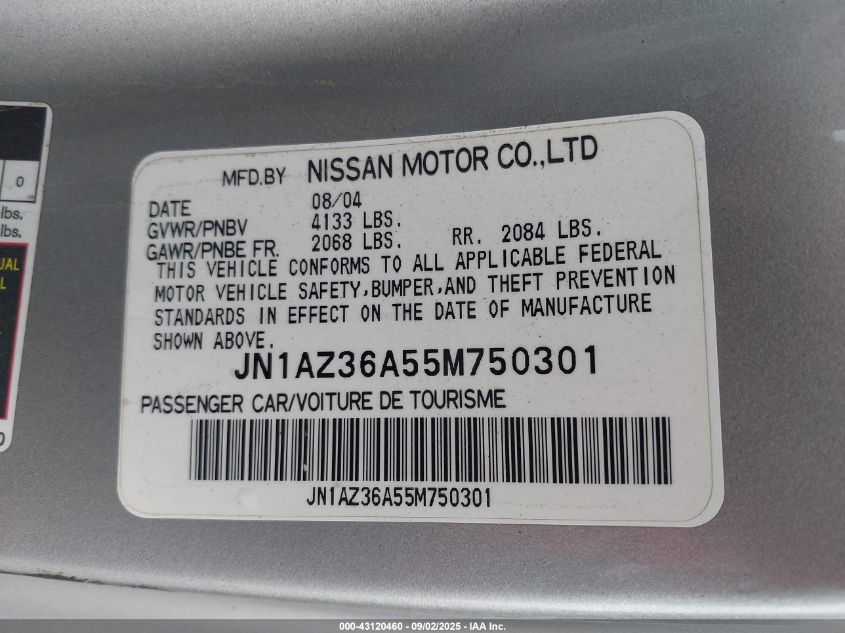 MFD.BY NISSAN MOTOR CO.,LTD
DATE 08/04
GVWR/PNBV 4133 LBS.
GAWR/PNBE FR. 2068 LBS. RR. 2084 LBS.
THIS VEHICLE CONFORMS TO ALL APPLICABLE FEDERAL
MOTOR VEHICLE SAFETY,BUMPER,AND THEFT PREVENTION
STANDARDS IN EFFECT ON THE DATE OF MANUFACTURE
SHOWN ABOVE.
JN1AZ36A55M750301
PASSENGER CAR/VOITURE DE TOURISME
JN1AZ36A55M750301
0
lbs.
lbs.
000-43120460 - 09/02/2025 - IAA Inc.